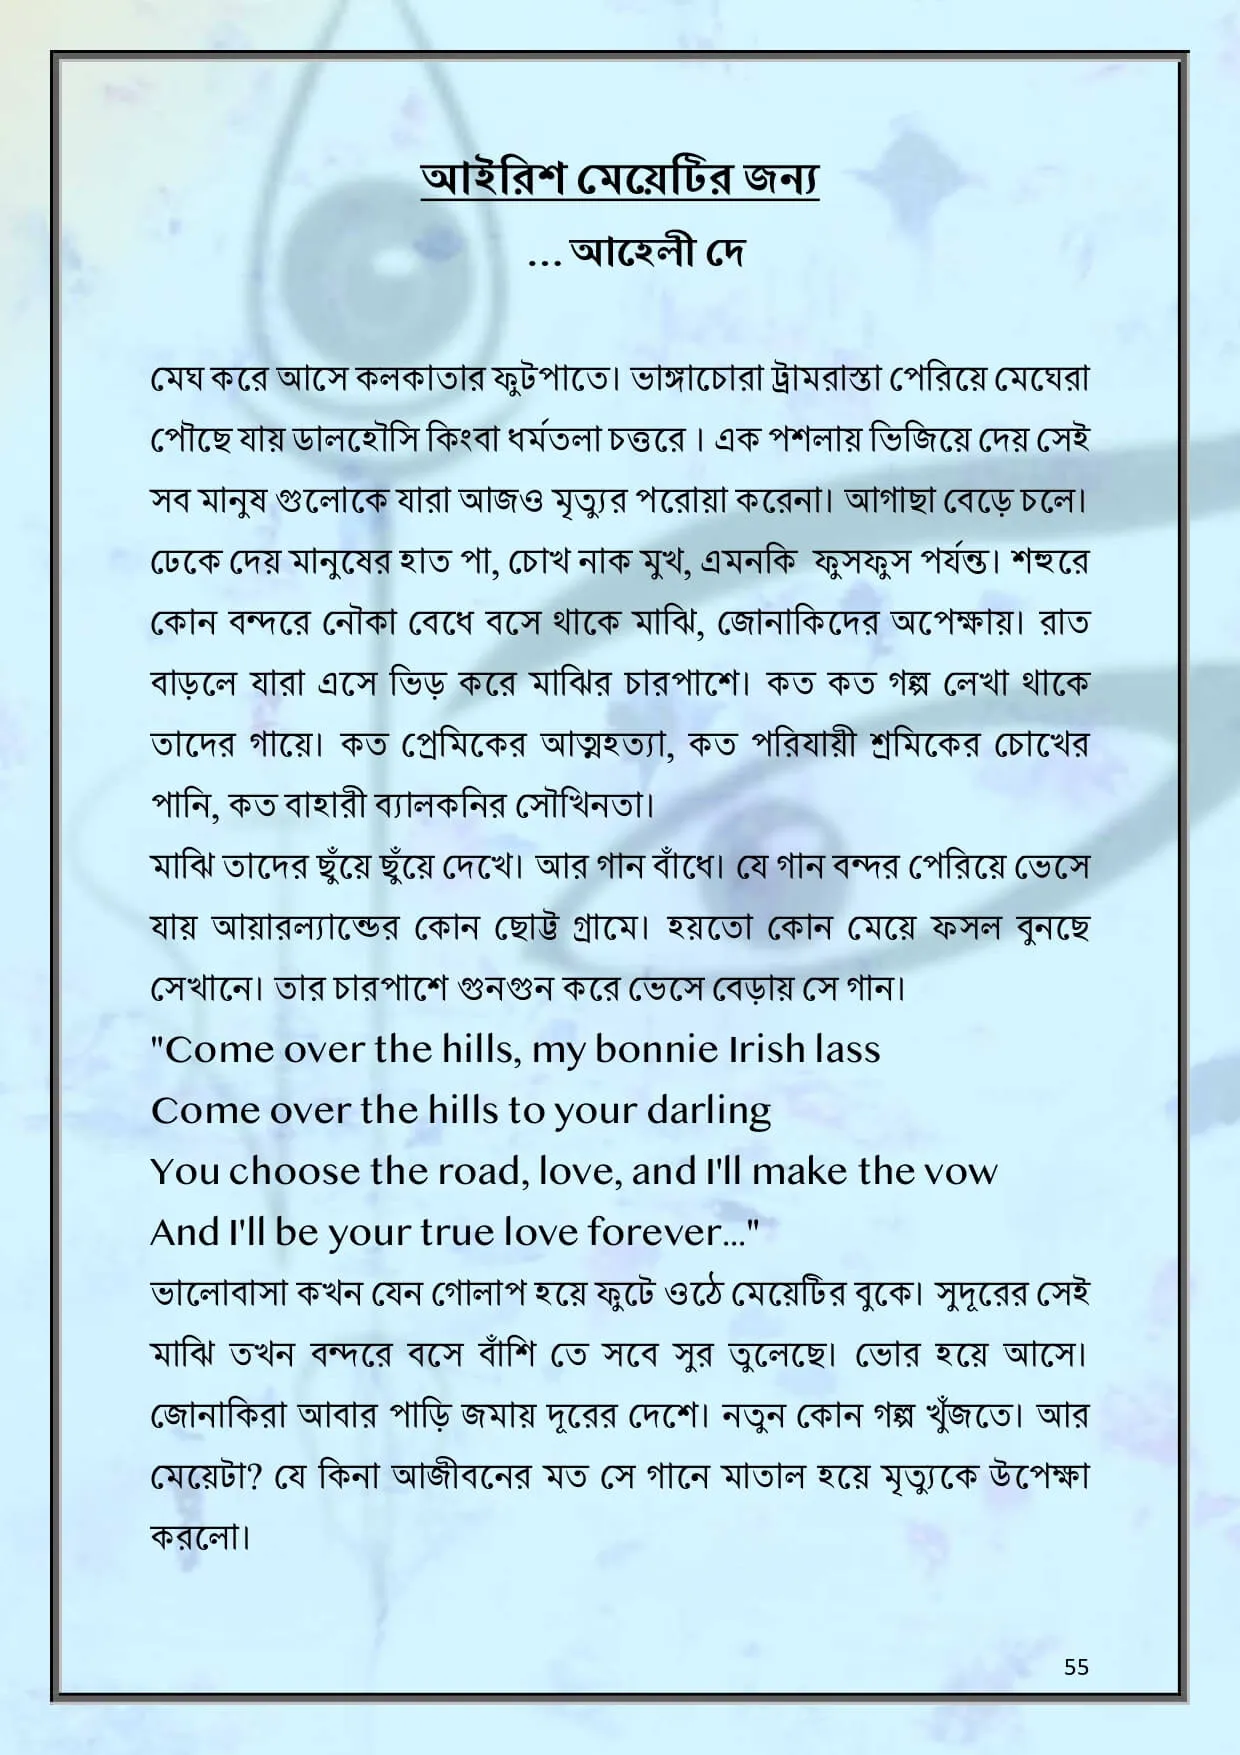 আইরিশ মেয়েটির জন্য
... আহেলী দে
মেঘ করে আসে কলকাতার ফুটপাতে। ভাঙ্গাচোরা ট্রামরাস্তা পেরিয়ে মেঘেরা
পৌছে যায় ডালহৌসি কিংবা ধর্মতলা চত্তরে । এক পশলায় ভিজিয়ে দেয় সেই
সব মানুষ গুলোকে যারা আজও মৃত্যুর পরোয়া করেনা। আগাছা বেড়ে চলে।
ঢেকে দেয় মানুষের হাত পা, চোখ নাক মুখ, এমনকি ফুসফুস পর্যন্ত। শহুরে
কোন বন্দরে নৌকা বেধে বসে থাকে মাঝি, জোনাকিদের অপেক্ষায়। রাত
বাড়লে যারা এসে ভিড় করে মাঝির চারপাশে। কত কত গল্প লেখা থাকে
তাদের গায়ে। কত প্রেমিকের আত্মহত্যা, কত পরিযায়ী শ্রমিকের চোখের
পানি, কত বাহারী ব্যালকনির সৌখিনতা।
মাঝি তাদের ছুঁয়ে ছুঁয়ে দেখে। আর গান বাঁধে। যে গান বন্দর পেরিয়ে ভেসে
যায় আয়ারল্যান্ডের কোন ছোট্ট গ্রামে। হয়তো কোন মেয়ে ফসল বুনছে
সেখানে। তার চারপাশে গুনগুন করে ভেসে বেড়ায় সে গান।
"Come over the hills, my bonnie Irish lass
Come over the hills to your darling
You choose the road, love, and I'll make the vow
And I'll be your true love forever..."
ভালোবাসা কখন যেন গোলাপ হয়ে ফুটে ওঠে মেয়েটির বুকে। সুদূরের সেই
মাঝি তখন বন্দরে বসে বাঁশি তে সবে সুর তুলেছে। ভোর হয়ে আসে।
জোনাকিরা আবার পাড়ি জমায় দূরের দেশে। নতুন কোন গল্প খুঁজতে। আর
মেয়েটা? যে কিনা আজীবনের মত সে গানে মাতাল হয়ে মৃত্যুকে উপেক্ষা
করলো।
55